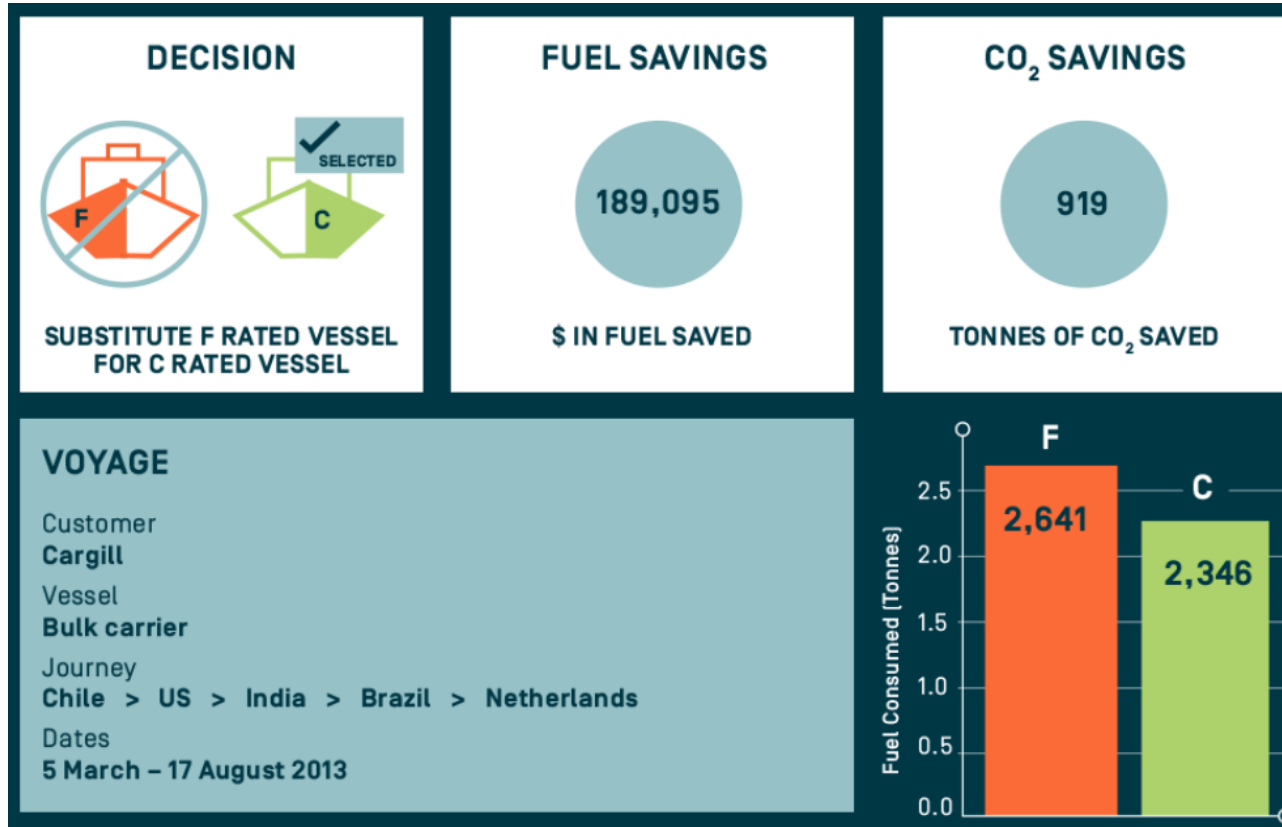 DECISION
F
SELECTED
C
SUBSTITUTE F RATED VESSEL
FOR C RATED VESSEL
FUEL SAVINGS
189,095
$ IN FUEL SAVED
CO₂ SAVINGS
919
TONNES OF CO₂ SAVED
VOYAGE
Customer
Cargill
Vessel
Bulk carrier
Journey
Chile > US > India > Brazil > Netherlands
Dates
5 March – 17 August 2013
Fuel Consumed (Tonnes)
2.5
2.0
1.5
1.0
0.5
0.0
F
2,641
C
2,346